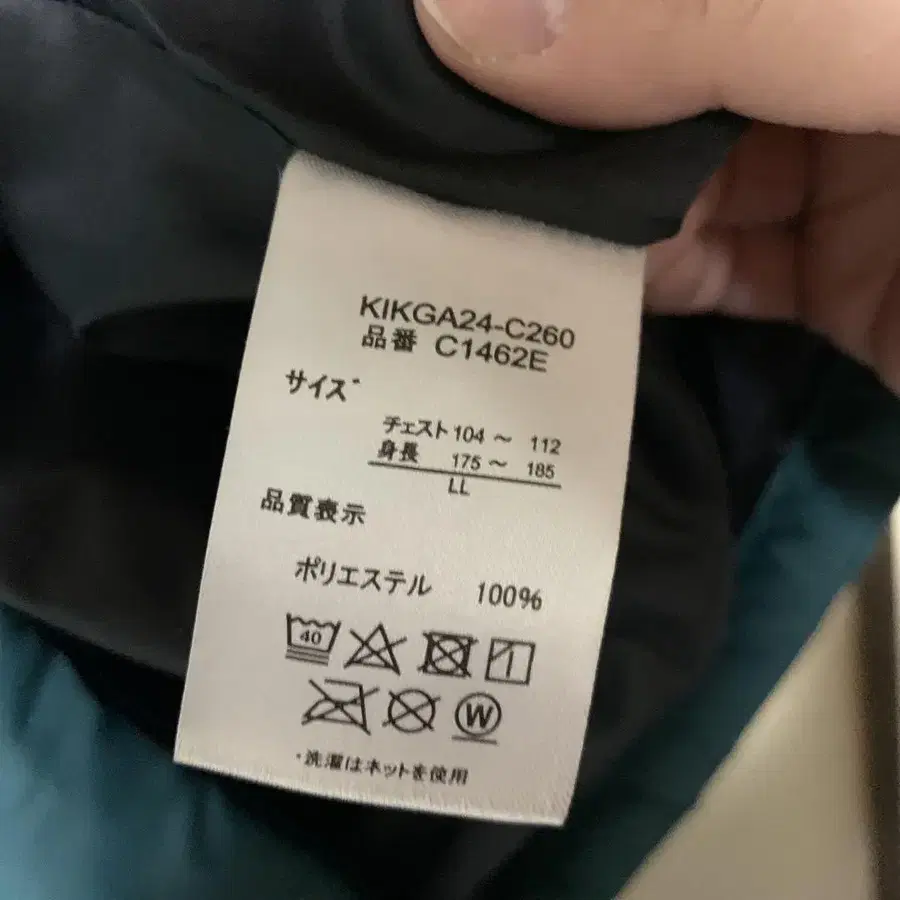 KIKGA24-C260
品番 C1462E
サイズ
チェスト 104 ～ 112
身長 175 ～ 185
LL
品質表示
ポリエステル 100%
40
W
・洗濯はネットを使用